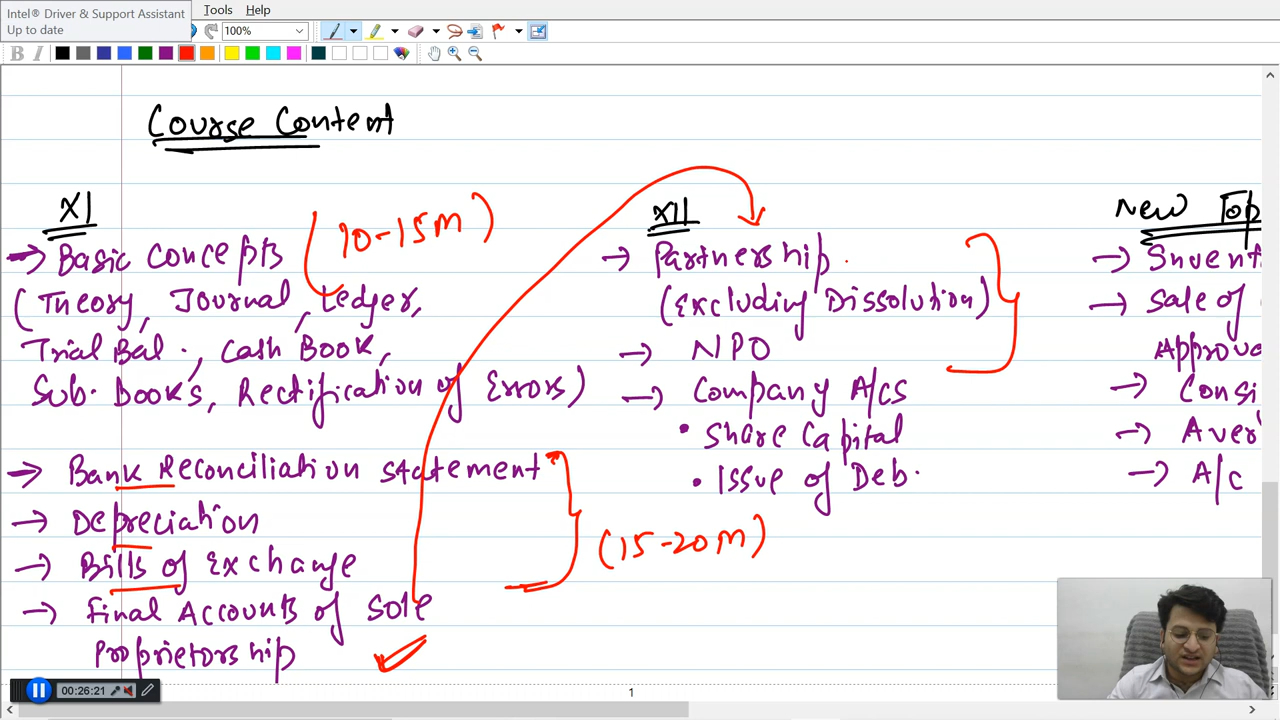 Intel® Driver & Support Assistant
Up to date
Tools Help
100%
B I
Course Content
XI
→ Basic concepts
(Theory, Journal, Ledger,
Trial Bal., Cash Book,
Sub. Books, Rectification of Errors)
(10-15M)
→ Bank Reconciliation Statement
→ Depreciation
→ Bills of Exchange
→ Final Accounts of Sole
Proprietorship
(15-20M)
XII
→ Partnership
(Excluding Dissolution)
→ NPO
→ Company A/cs
• Share Capital
• Issue of Deb.
New Top
→ Invent
→ Sale of
Approva
→ Consi
→ Aver
→ A/c
00:26:21
1